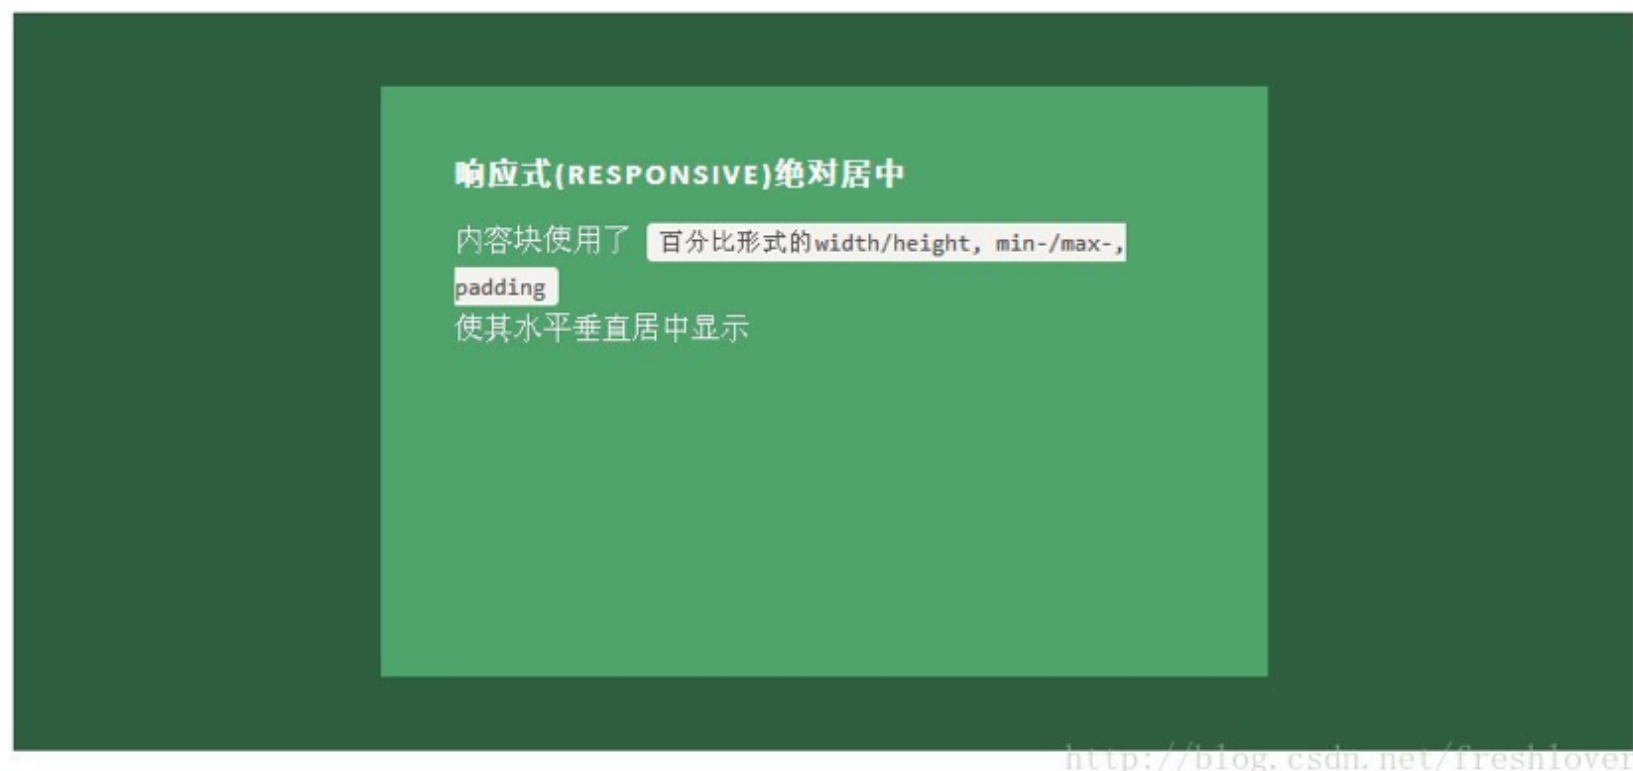 响应式(RESPONSIVE)绝对居中
内容块使用了 百分比形式的width/height, min-/max-,
padding
使其水平垂直居中显示
http://blog.csdn.net/freshlover